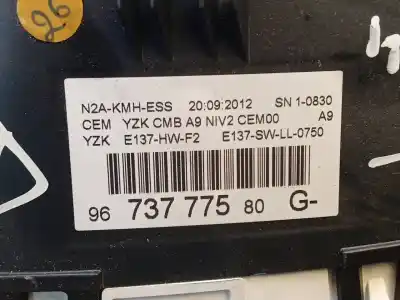 26
N2A-KMH-ESS 20:09:2012 SN 1-0830
CEM YZK CMB A9 NIV2 CEM00 A9
YZK E137-HW-F2 E137-SW-LL-0750
96 737 775 80 G-